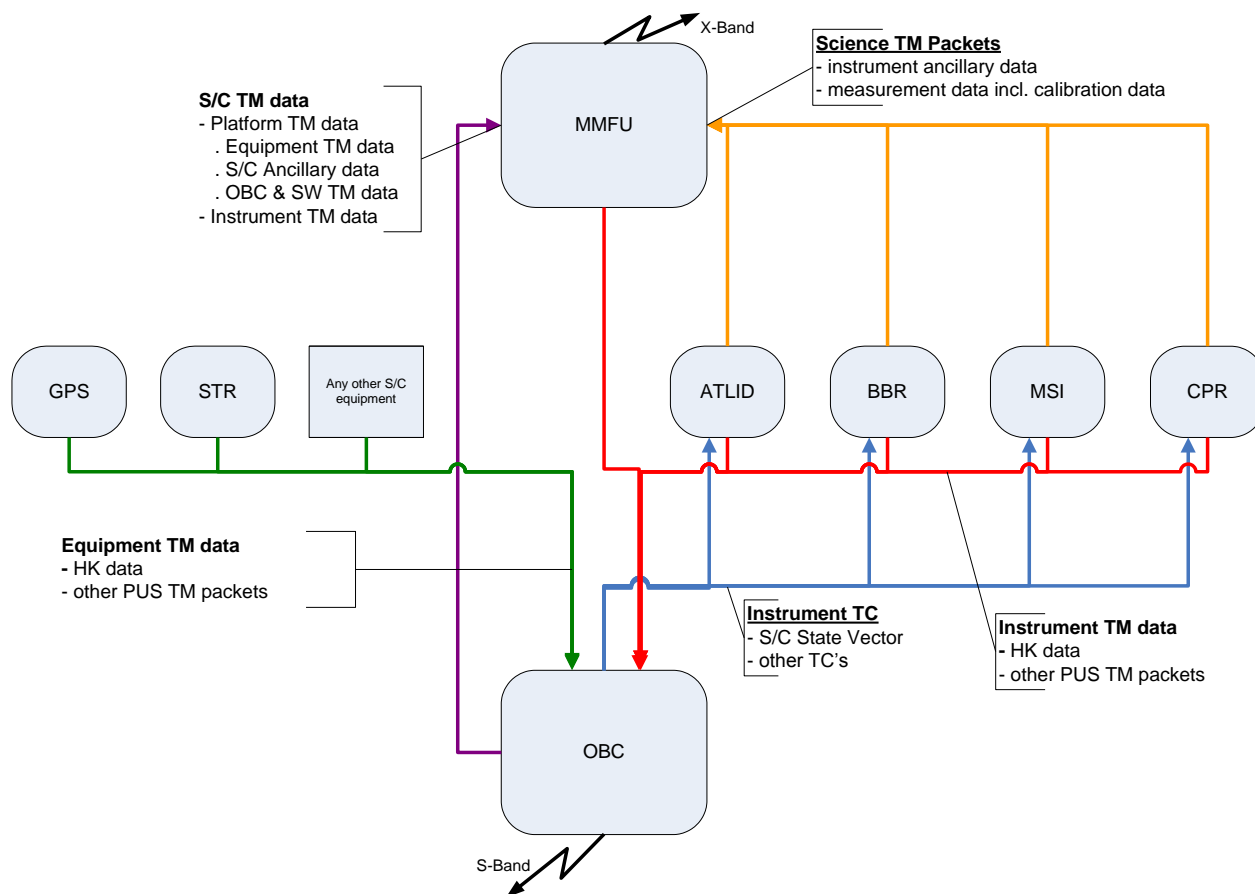 X-Band
Science TM Packets
- instrument ancillary data
- measurement data incl. calibration data
S/C TM data
- Platform TM data
. Equipment TM data
. S/C Ancillary data
. OBC & SW TM data
- Instrument TM data
MMFU
GPS
STR
Any other S/C
equipment
ATLID
BBR
MSI
CPR
Equipment TM data
- HK data
- other PUS TM packets
Instrument TC
- S/C State Vector
- other TC's
Instrument TM data
- HK data
- other PUS TM packets
OBC
S-Band